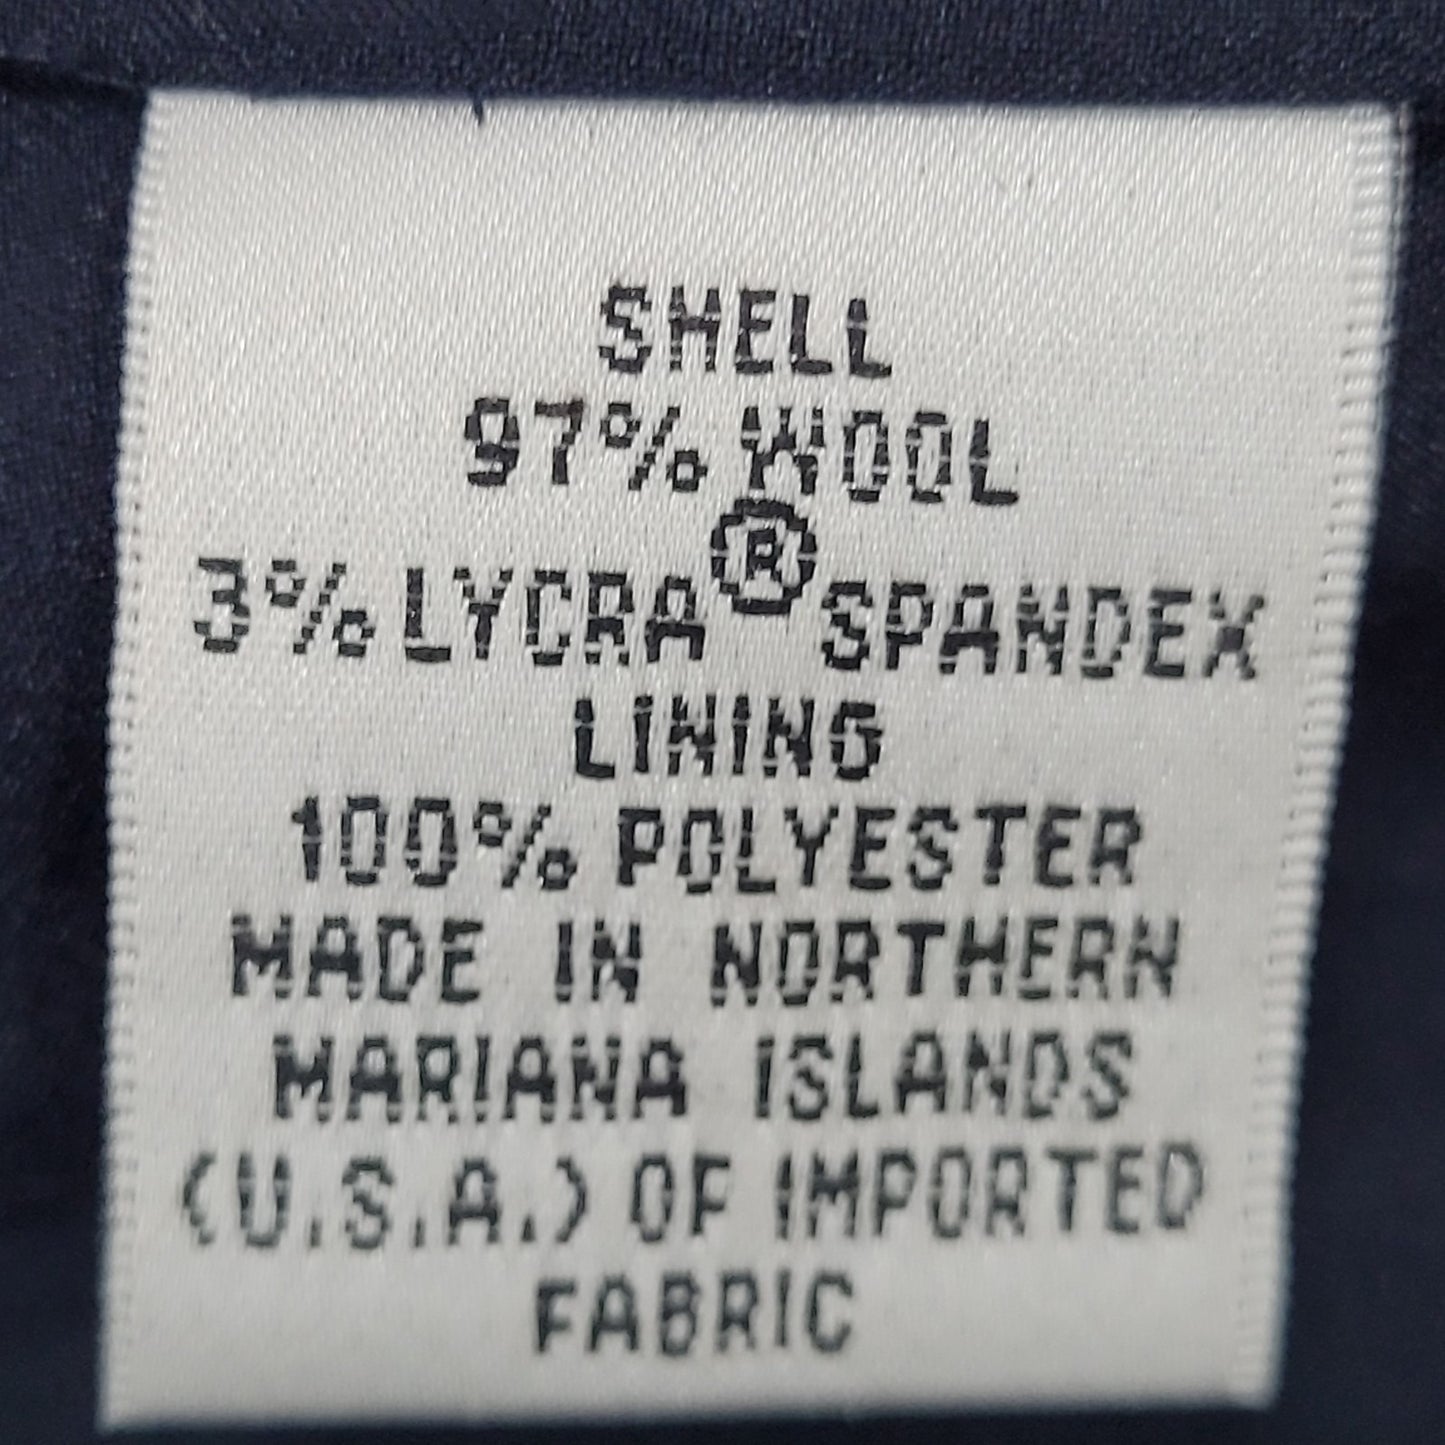 SHELL
97% WOOL
3% LYCRA® SPANDEX
LINING
100% POLYESTER
MADE IN NORTHERN
MARIANA ISLANDS
(U.S.A.) OF IMPORTED
FABRIC